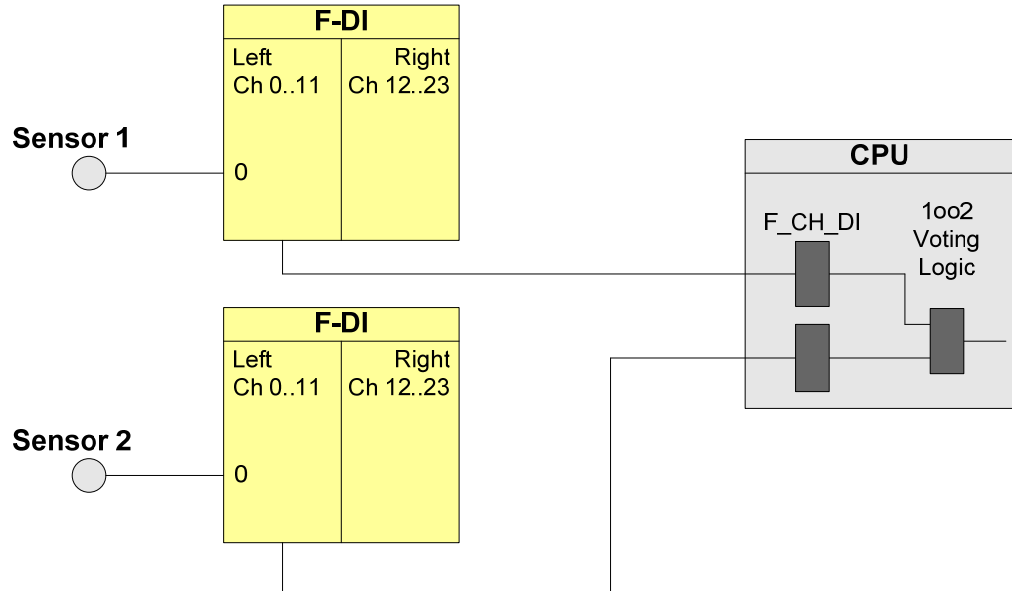 F-DI
Left Right
Ch 0..11 Ch 12..23
Sensor 1
0
CPU
F_CH_DI
1oo2
Voting
Logic
F-DI
Left Right
Ch 0..11 Ch 12..23
Sensor 2
0